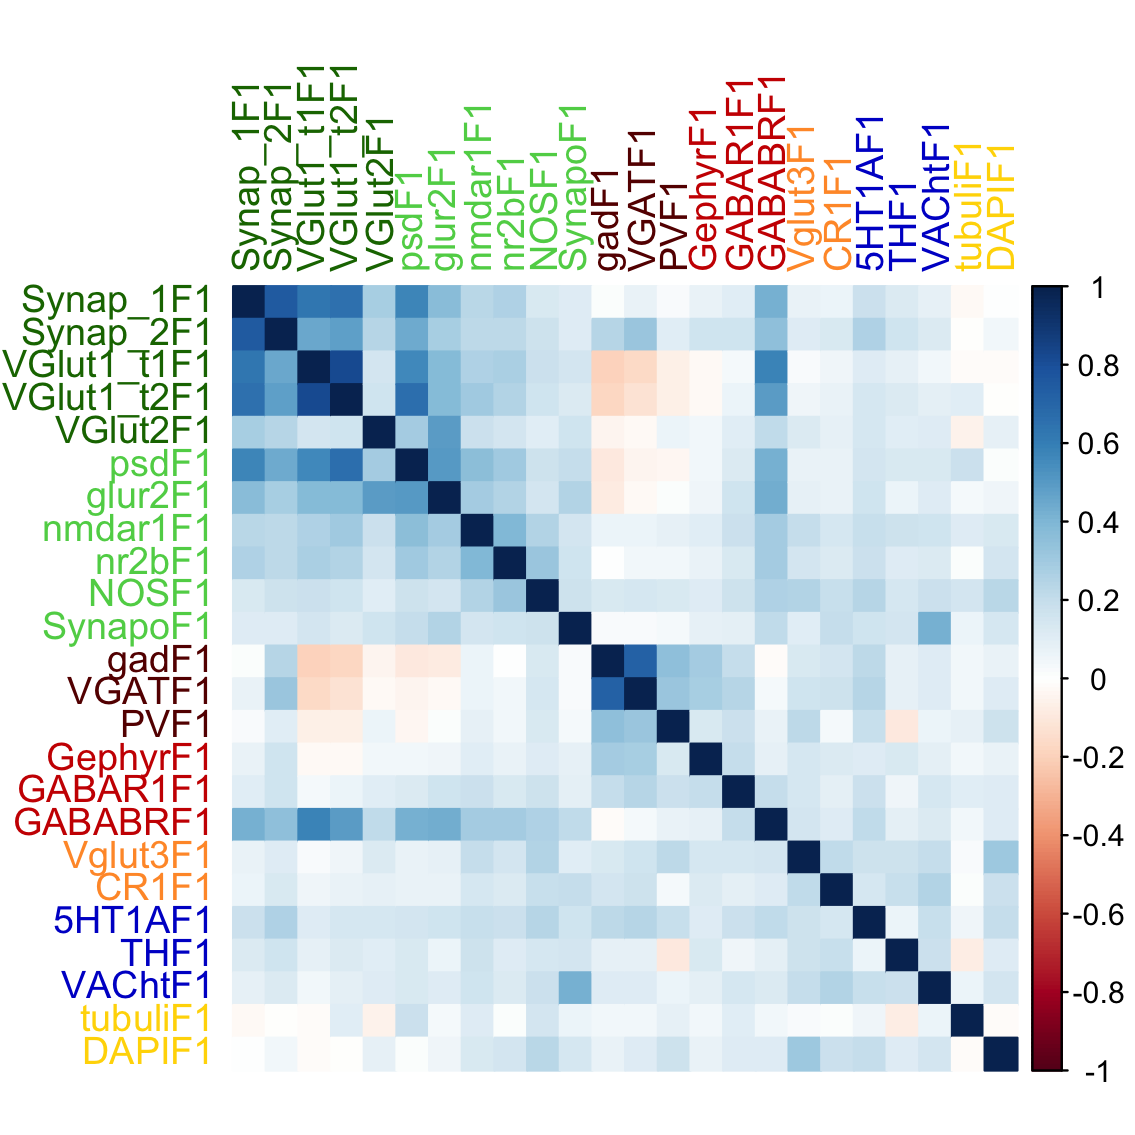 Synap_1F1
Synap_2F1
VGlut1_t1F1
VGlut1_t2F1
VGlut2F1
psdF1
glur2F1
nmdar1F1
nr2bF1
NOSF1
SynapoF1
gadF1
VGATF1
PVF1
GephyrF1
GABAR1F1
GABABRF1
Vglut3F1
CR1F1
5HT1AF1
THF1
VAChtF1
tubuliF1
DAPIF1
Synap_1F1
Synap_2F1
VGlut1_t1F1
VGlut1_t2F1
VGlut2F1
psdF1
glur2F1
nmdar1F1
nr2bF1
NOSF1
SynapoF1
gadF1
VGATF1
PVF1
GephyrF1
GABAR1F1
GABABRF1
Vglut3F1
CR1F1
5HT1AF1
THF1
VAChtF1
tubuliF1
DAPIF1
1
0.8
0.6
0.4
0.2
0
-0.2
-0.4
-0.6
-0.8
-1